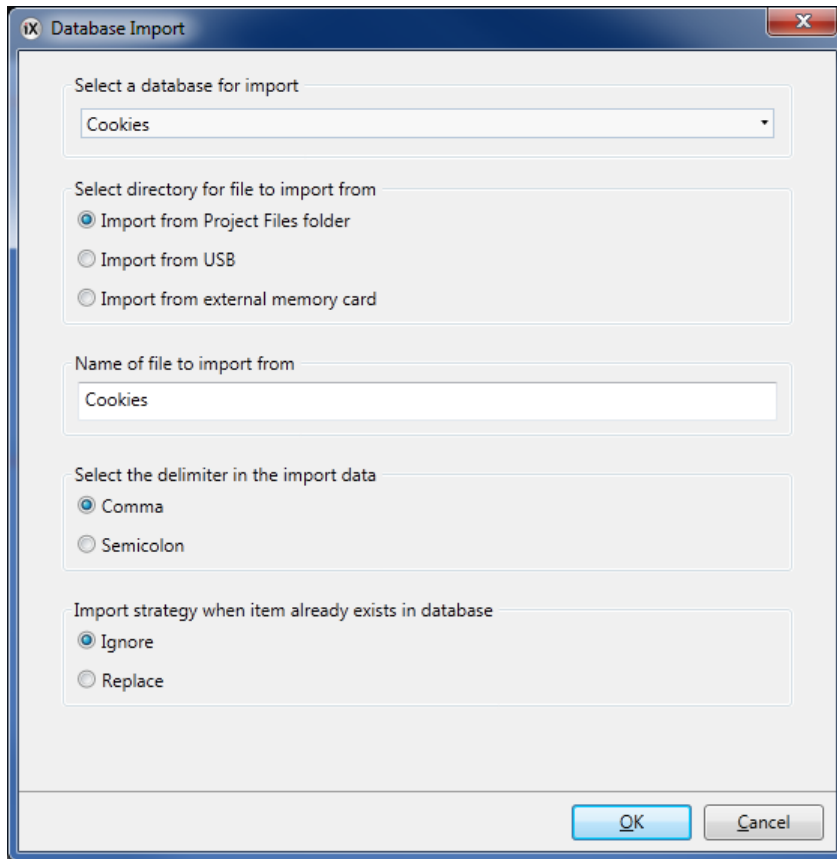 iX Database Import
Select a database for import
Cookies
Select directory for file to import from
Import from Project Files folder
Import from USB
Import from external memory card
Name of file to import from
Cookies
Select the delimiter in the import data
Comma
Semicolon
Import strategy when item already exists in database
Ignore
Replace
OK Cancel